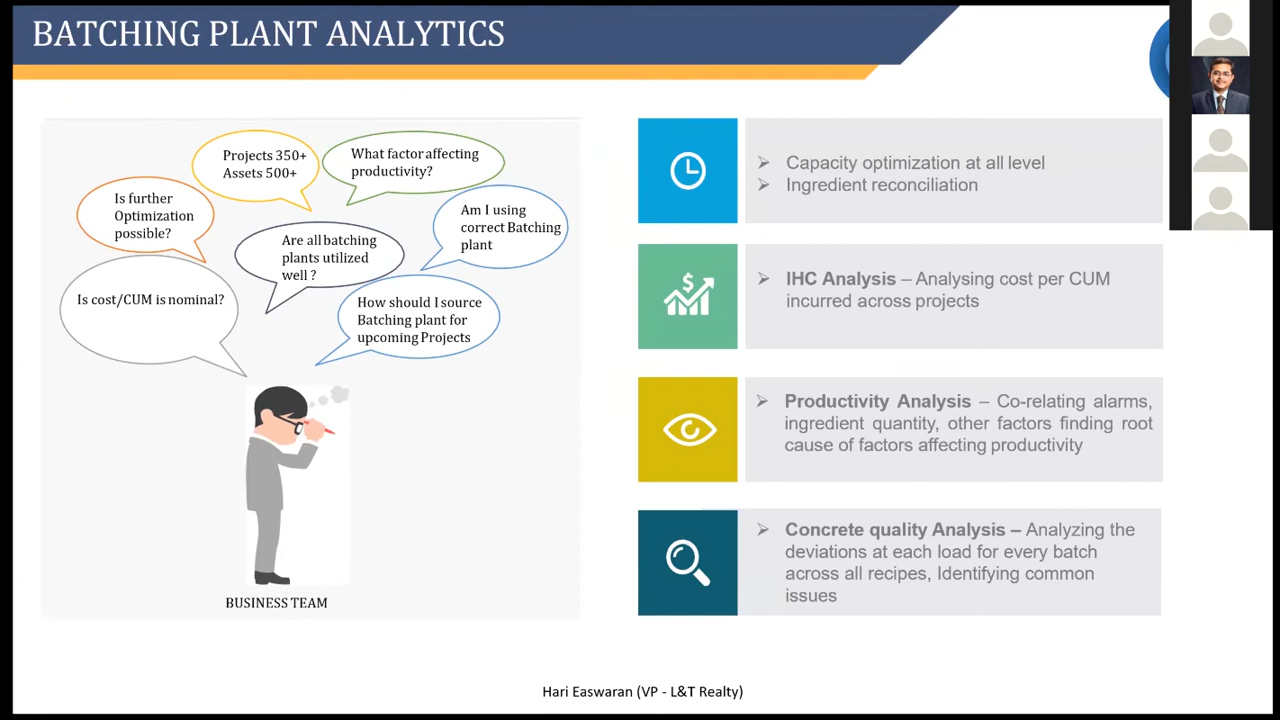 BATCHING PLANT ANALYTICS
Projects 350+
Assets 500+
What factor affecting
productivity?
Is further
Optimization
possible?
Am I using
correct Batching
plant
Are all batching
plants utilized
well ?
Is cost/CUM is nominal?
How should I source
Batching plant for
upcoming Projects
BUSINESS TEAM
➢ Capacity optimization at all level
➢ Ingredient reconciliation
$
➢ IHC Analysis – Analysing cost per CUM
incurred across projects
➢ Productivity Analysis – Co-relating alarms,
ingredient quantity, other factors finding root
cause of factors affecting productivity
➢ Concrete quality Analysis – Analyzing the
deviations at each load for every batch
across all recipes, Identifying common
issues
Hari Easwaran (VP - L&T Realty)